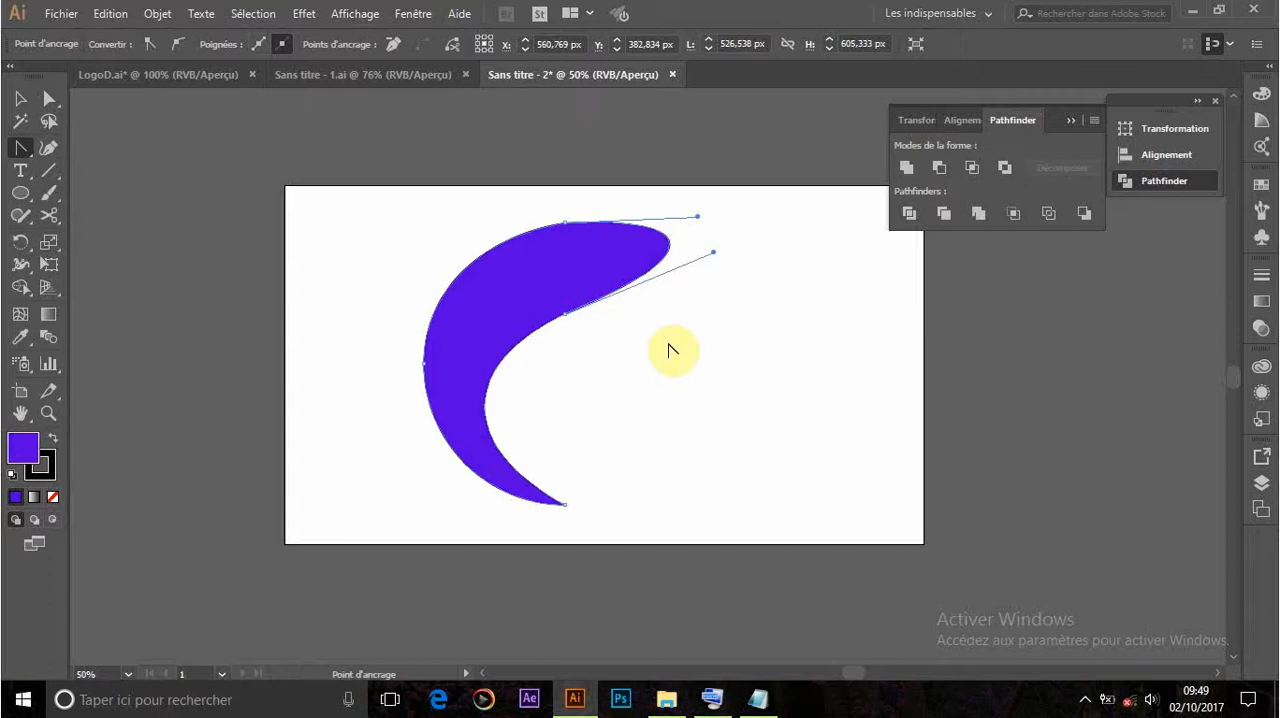 Ai Fichier Edition Objet Texte Sélection Effet Affichage Fenêtre Aide Br St Les indispensables Rechercher dans Adobe Stock
Point d'ancrage Convertir : Poignées : Points d'ancrage : X: 560,769 px Y: 382,834 px L: 526,538 px H: 605,333 px
LogoD.ai* @ 100% (RVB/Aperçu) Sans titre - 1.ai @ 76% (RVB/Aperçu) Sans titre - 2* @ 50% (RVB/Aperçu)
Transfor Alignem Pathfinder
Modes de la forme :
Décomposer
Pathfinders :
Transformation
Alignement
Pathfinder
Activer Windows
Accédez aux paramètres pour activer Windows.
50% 1 Point d'ancrage
Taper ici pour rechercher
Ae Ai Ps
09:49
02/10/2017